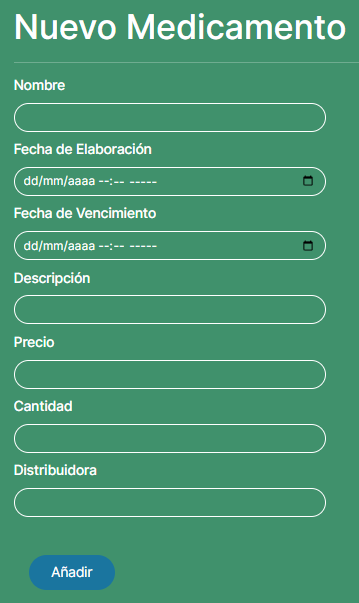 Nuevo Medicamento
Nombre
Fecha de Elaboración
dd/mm/aaaa --:-- -----
Fecha de Vencimiento
dd/mm/aaaa --:-- -----
Descripción
Precio
Cantidad
Distribuidora
Añadir